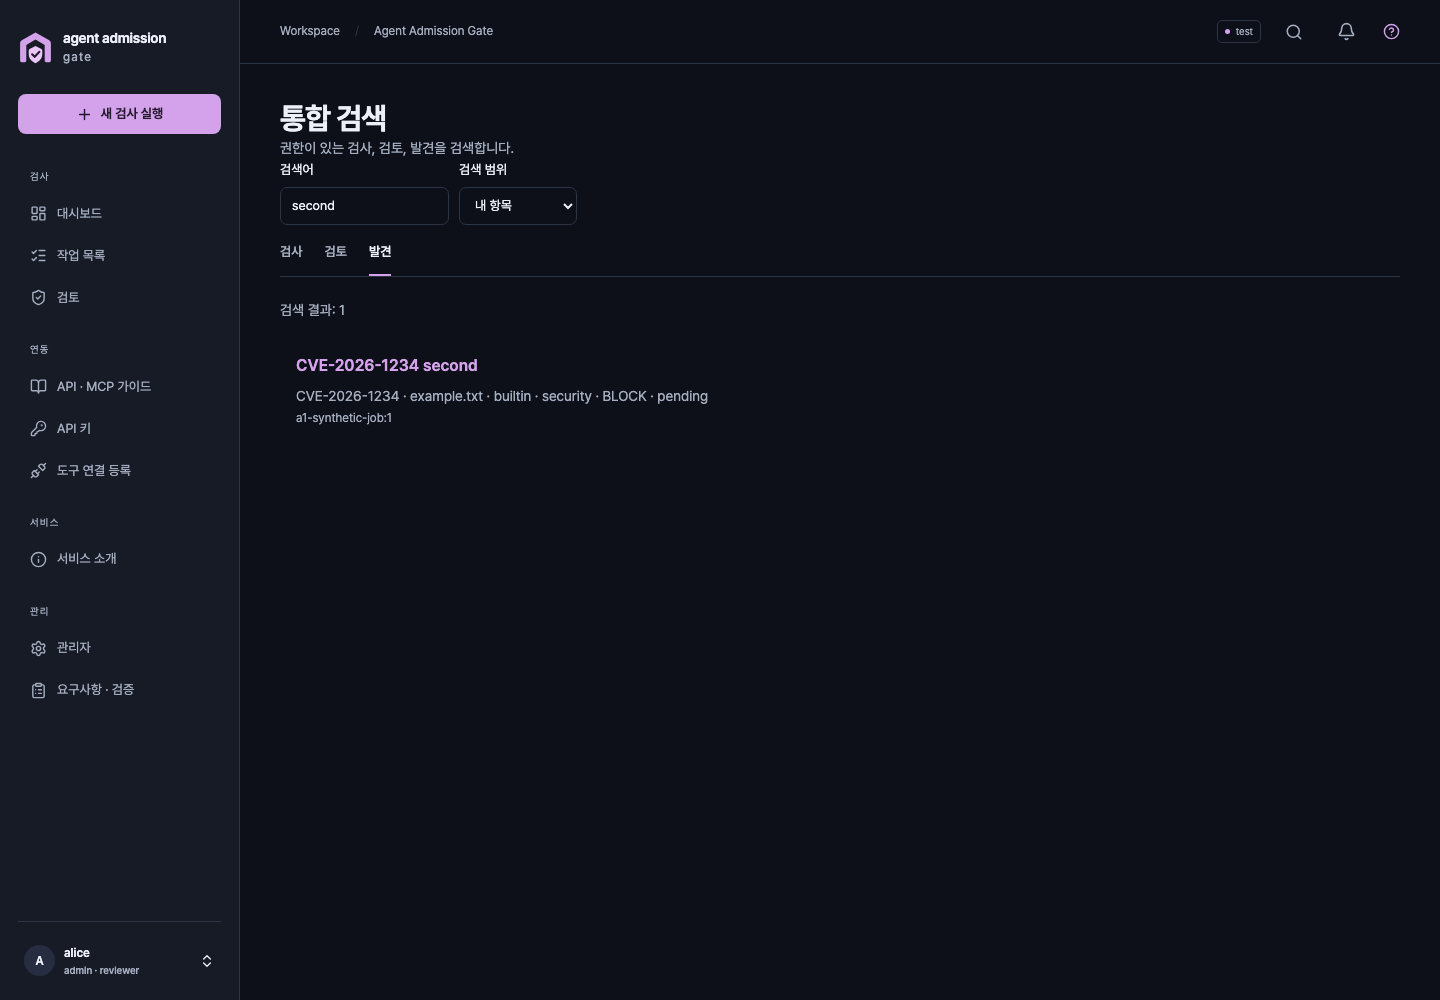 agent admission
gate
새 검사 실행
검사
대시보드
작업 목록
검토
연동
API · MCP 가이드
API 키
도구 연결 등록
서비스
서비스 소개
관리
관리자
요구사항 · 검증
A
alice
admin · reviewer
Workspace / Agent Admission Gate
test
통합 검색
권한이 있는 검사, 검토, 발견을 검색합니다.
검색어 검색 범위
second 내 항목
검사 검토 발견
검색 결과: 1
CVE-2026-1234 second
CVE-2026-1234 · example.txt · builtin · security · BLOCK · pending
a1-synthetic-job:1